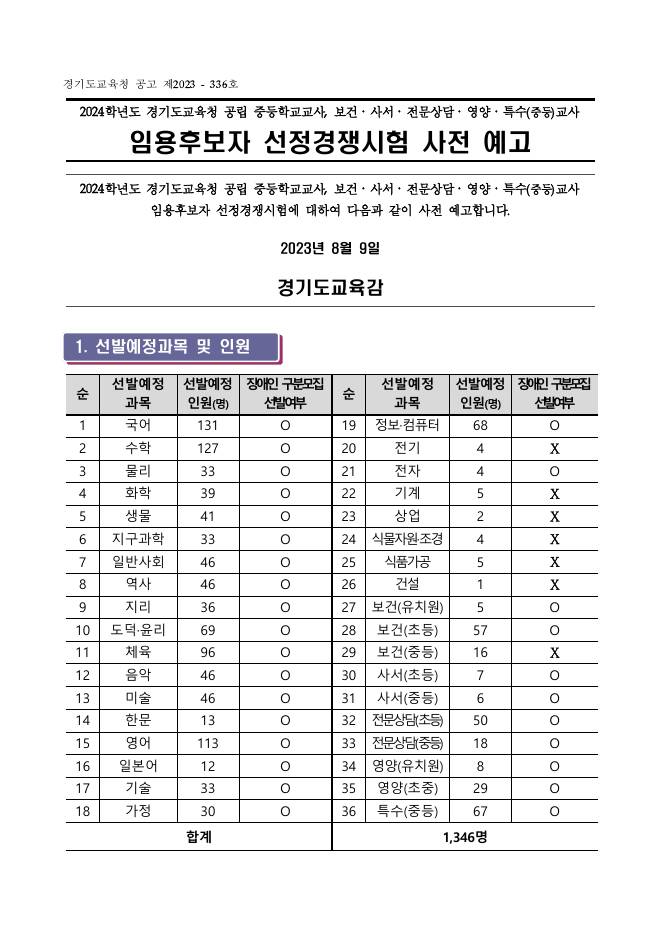 경기도교육청 공고 제2023 - 336호
2024학년도 경기도교육청 공립 중등학교교사, 보건·사서·전문상담·영양·특수(중등)교사
임용후보자 선정경쟁시험 사전 예고
2024학년도 경기도교육청 공립 중등학교교사, 보건·사서·전문상담·영양·특수(중등)교사
임용후보자 선정경쟁시험에 대하여 다음과 같이 사전 예고합니다.
2023년 8월 9일
경기도교육감
1. 선발예정과목 및 인원
순 선발예정 과목 선발예정 인원(명) 장애인 구분모집 선발여부 순 선발예정 과목 선발예정 인원(명) 장애인 구분모집 선발여부
1 국어 131 O 19 정보·컴퓨터 68 O
2 수학 127 O 20 전기 4 X
3 물리 33 O 21 전자 4 O
4 화학 39 O 22 기계 5 X
5 생물 41 O 23 상업 2 X
6 지구과학 33 O 24 식물자원·조경 4 X
7 일반사회 46 O 25 식품가공 5 X
8 역사 46 O 26 건설 1 X
9 지리 36 O 27 보건(유치원) 5 O
10 도덕·윤리 69 O 28 보건(초등) 57 O
11 체육 96 O 29 보건(중등) 16 X
12 음악 46 O 30 사서(초등) 7 O
13 미술 46 O 31 사서(중등) 6 O
14 한문 13 O 32 전문상담(초등) 50 O
15 영어 113 O 33 전문상담(중등) 18 O
16 일본어 12 O 34 영양(유치원) 8 O
17 기술 33 O 35 영양(초중) 29 O
18 가정 30 O 36 특수(중등) 67 O
합계 1,346명